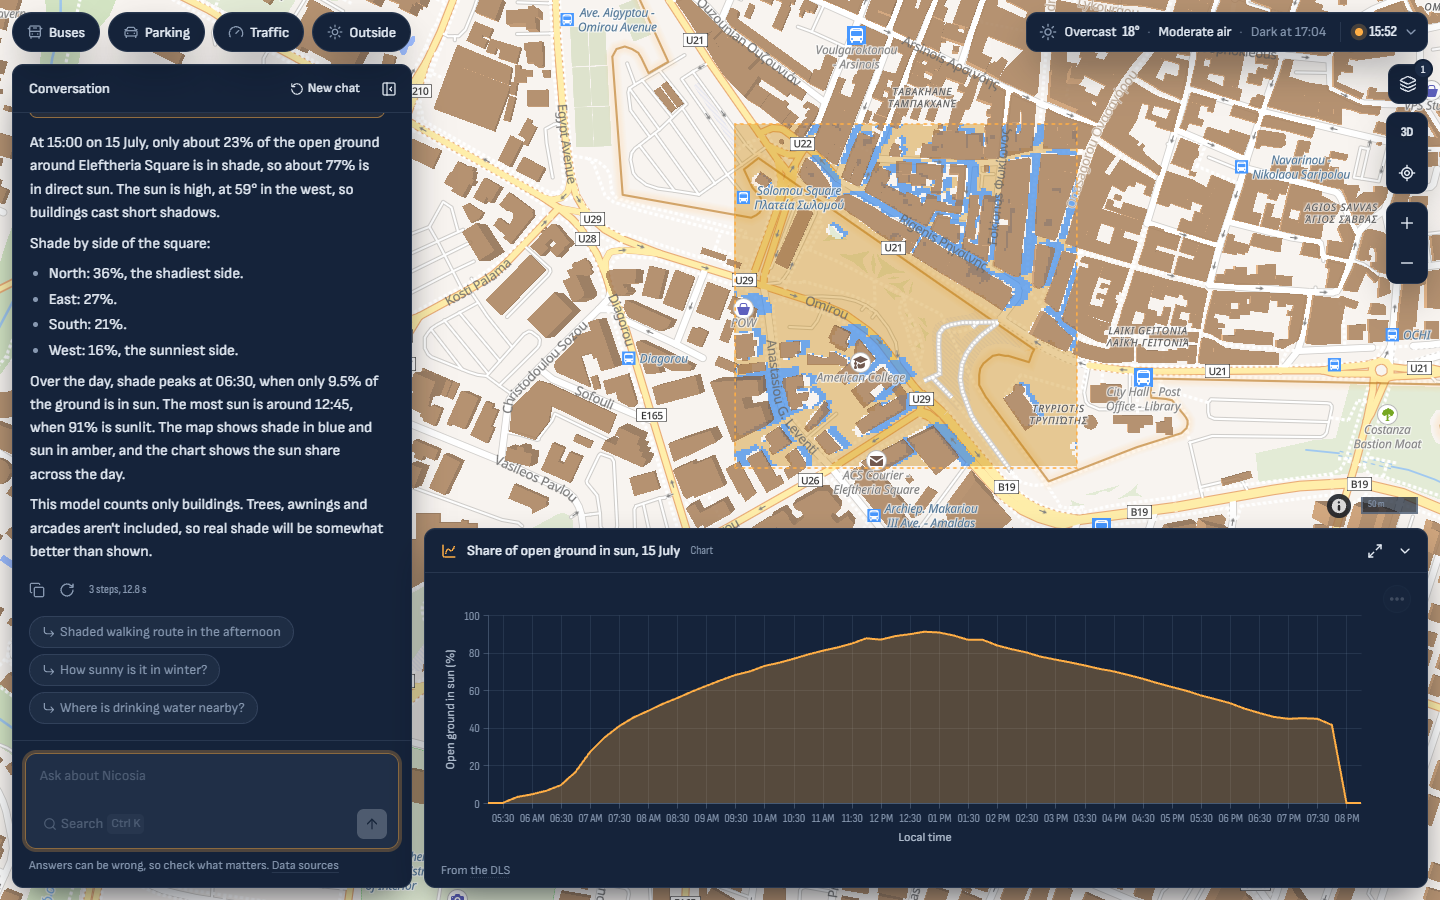 Buses
Parking
Traffic
Outside
Overcast 18° · Moderate air · Dark at 17:04
15:52
1
3D
Conversation
New chat
At 15:00 on 15 July, only about 23% of the open ground
around Eleftheria Square is in shade, so about 77% is
in direct sun. The sun is high, at 59° in the west, so
buildings cast short shadows.
Shade by side of the square:
• North: 36%, the shadiest side.
• East: 27%.
• South: 21%.
• West: 16%, the sunniest side.
Over the day, shade peaks at 06:30, when only 9.5% of
the ground is in sun. The most sun is around 12:45,
when 91% is sunlit. The map shows shade in blue and
sun in amber, and the chart shows the sun share
across the day.
This model counts only buildings. Trees, awnings and
arcades aren't included, so real shade will be somewhat
better than shown.
3 steps, 12.8 s
Shaded walking route in the afternoon
How sunny is it in winter?
Where is drinking water nearby?
Ask about Nicosia
Search Ctrl K
Answers can be wrong, so check what matters. Data sources
Ave. Aigyptou -
Omirou Avenue
U21
Voulgaroktonou
- Arsinois
TABAKHANE
ΤΑΜΠΑΚΧΑΝΕ
210
Egypt Avenue
U22
Navarinou -
Nikolaou Saripolou
Solomou Square
Πλατεία Σολωμού
AGIOS SAVVAS
ΆΓΙΟΣ ΣΆΒΒΑΣ
U29
U28
Rigenis
U21
Kosti Palama
U29
Omirou
POW
Diagorou
Christodoulou Sozou
Diagorou
LAIKI GEITONIA
ΛΑΪΚΉ ΓΕΙΤΟΝΙΆ
OCHI
American College
U21
U21
City Hall - Post
Office - Library
Sofouli
U29
E165
TRYPIOTIS
ΤΡΥΠΙΏΤΗΣ
Costanza
Bastion Moat
Vasileos Pavlou
ACS Courier -
Eleftheria Square
U26
B19
B19
B19
50 m
Archiep. Makariou
III Ave. - Amaldas
Share of open ground in sun, 15 July
Chart
Open ground in sun (%)
100
80
60
40
20
0
05:30 06 AM 06:30 07 AM 07:30 08 AM 08:30 09 AM 09:30 10 AM 10:30 11 AM 11:30 12 PM 12:30 01 PM 01:30 02 PM 02:30 03 PM 03:30 04 PM 04:30 05 PM 05:30 06 PM 06:30 07 PM 07:30 08 PM
Local time
From the DLS